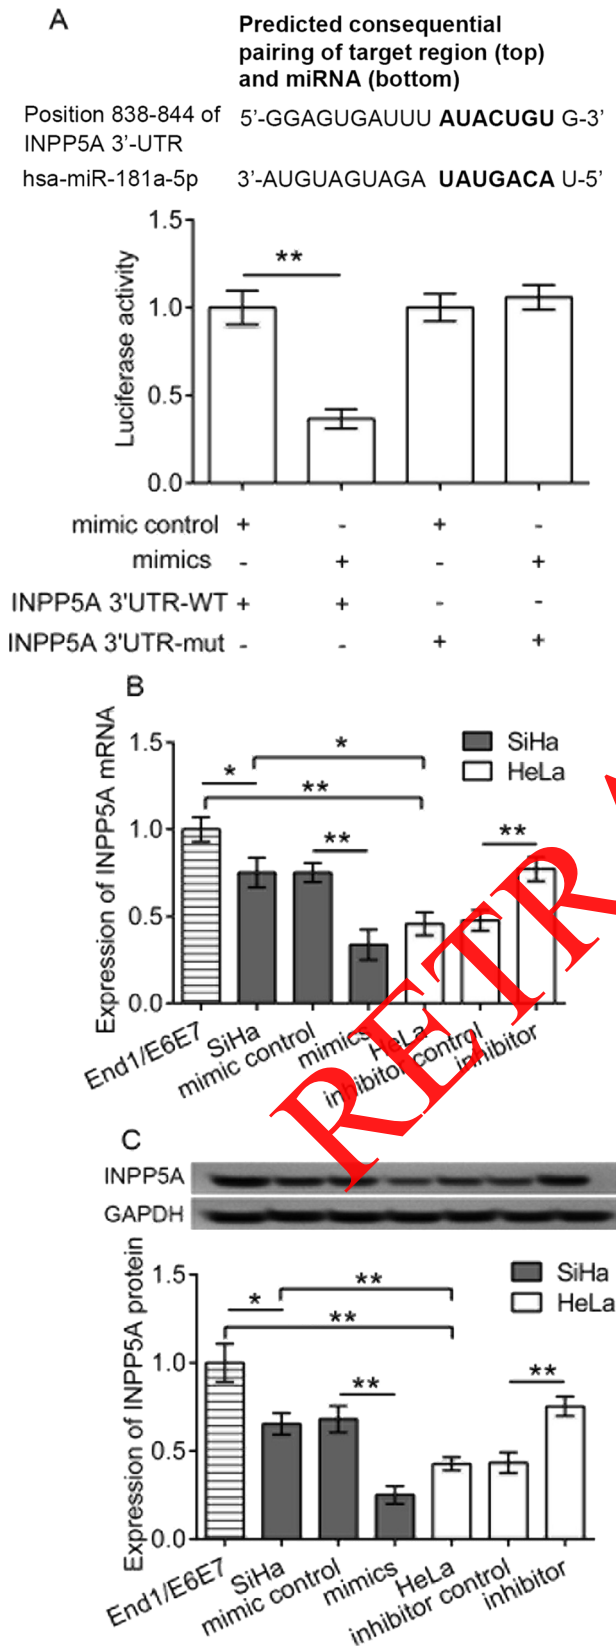 A
Predicted consequential
pairing of target region (top)
and miRNA (bottom)
Position 838-844 of 5'-GGAGUGAUUU AUACUGU G-3'
INPP5A 3'-UTR
hsa-miR-181a-5p 3'-AUGUAGUAGA UAUGACA U-5'
1.5
**
1.0
0.5
0.0
Luciferase activity
mimic control + - + -
mimics - + - +
INPP5A 3'UTR-WT + + - -
INPP5A 3'UTR-mut - - + +
B
SiHa
HeLa
1.5
1.0
0.5
0.0
Expression of INPP5A mRNA
*
*
**
**
**
End1/E6E7
SiHa
mimic control
mimics
HeLa
inhibitor control
inhibitor
RETRA
C
INPP5A
GAPDH
SiHa
HeLa
1.5
1.0
0.5
0.0
Expression of INPP5A protein
**
*
**
**
**
End1/E6E7
SiHa
mimic control
mimics
HeLa
inhibitor control
inhibitor